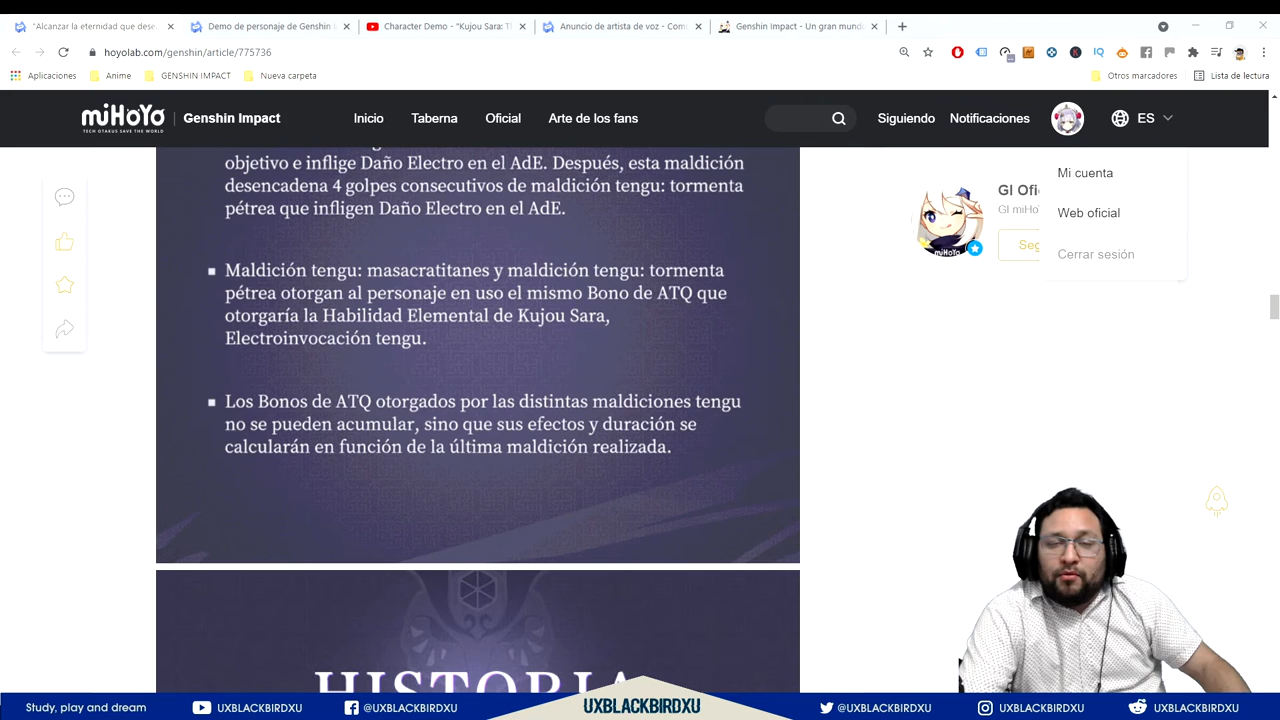 "Alcanzar la eternidad que dese
Demo de personaje de Genshin I
Character Demo - "Kujou Sara: T
Anuncio de artista de voz - Com
Genshin Impact - Un gran mundo
hoyolab.com/genshin/article/775736
Aplicaciones
Anime
GENSHIN IMPACT
Nueva carpeta
Otros marcadores
Lista de lectura
miHoYo
TECH OTAKUS SAVE THE WORLD
Genshin Impact
Inicio
Taberna
Oficial
Arte de los fans
Siguiendo
Notificaciones
ES
Mi cuenta
Web oficial
Cerrar sesión
GI Ofi
GI miHo
Seg
miHoYo
objetivo e inflige Daño Electro en el AdE. Después, esta maldición
desencadena 4 golpes consecutivos de maldición tengu: tormenta
pétrea que infligen Daño Electro en el AdE.
Maldición tengu: masacratitanes y maldición tengu: tormenta
pétrea otorgan al personaje en uso el mismo Bono de ATQ que
otorgaría la Habilidad Elemental de Kujou Sara,
Electroinvocación tengu.
Los Bonos de ATQ otorgados por las distintas maldiciones tengu
no se pueden acumular, sino que sus efectos y duración se
calcularán en función de la última maldición realizada.
HISTORIA
Study, play and dream
UXBLACKBIRDXU
@UXBLACKBIRDXU
UXBLACKBIRDXU
@UXBLACKBIRDXU
UXBLACKBIRDXU
UXBLACKBIRDXU